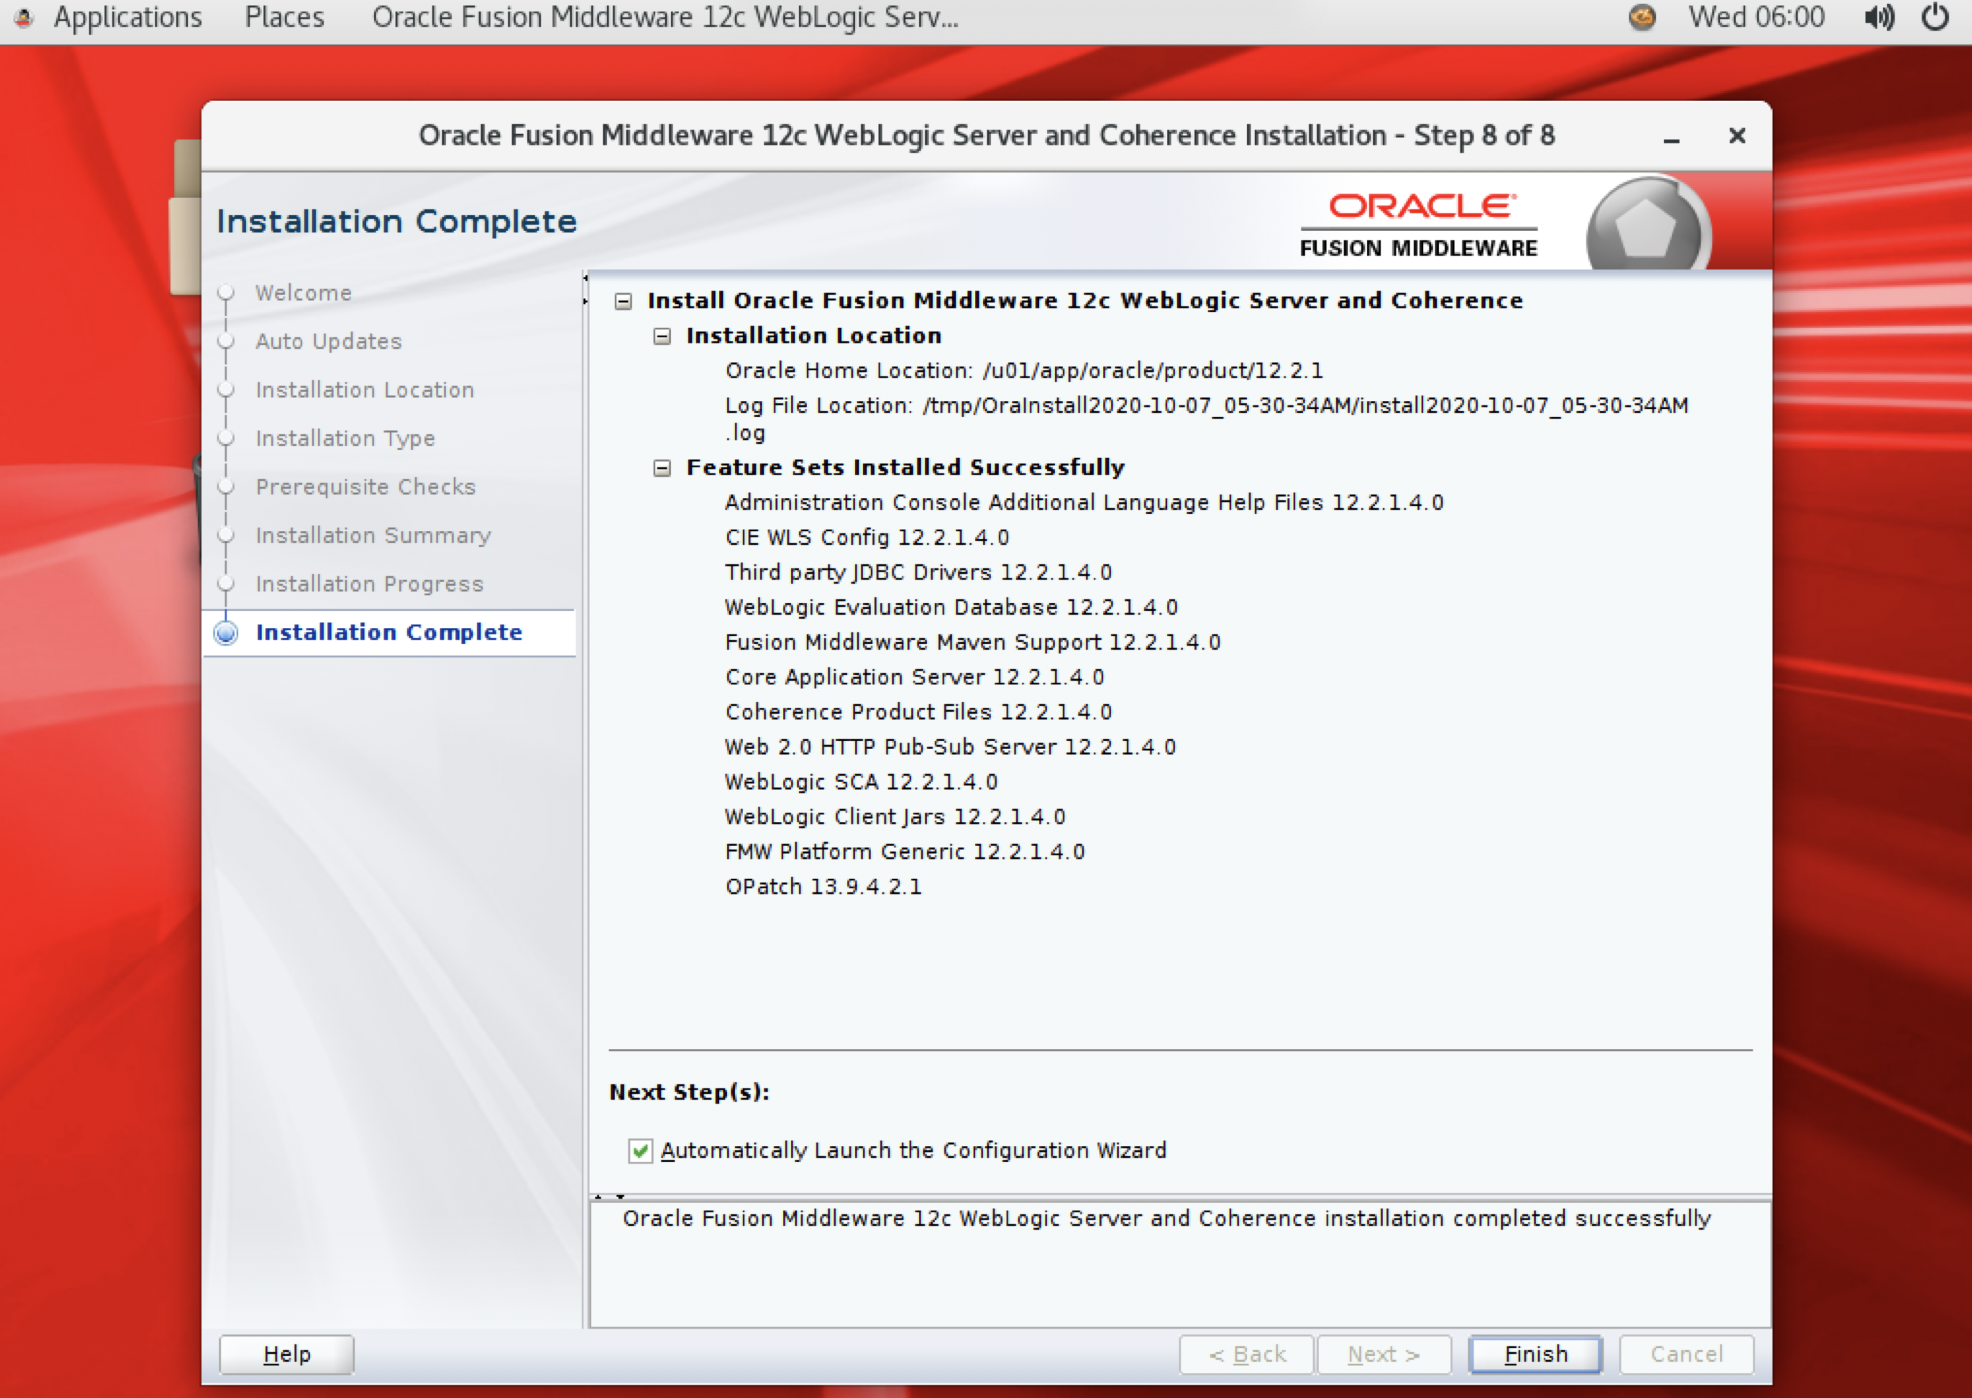 Applications Places Oracle Fusion Middleware 12c WebLogic Serv... Wed 06:00
Oracle Fusion Middleware 12c WebLogic Server and Coherence Installation - Step 8 of 8
Installation Complete
ORACLE
FUSION MIDDLEWARE
Welcome
Auto Updates
Installation Location
Installation Type
Prerequisite Checks
Installation Summary
Installation Progress
Installation Complete
Install Oracle Fusion Middleware 12c WebLogic Server and Coherence
Installation Location
Oracle Home Location: /u01/app/oracle/product/12.2.1
Log File Location: /tmp/OraInstall2020-10-07_05-30-34AM/install2020-10-07_05-30-34AM
.log
Feature Sets Installed Successfully
Administration Console Additional Language Help Files 12.2.1.4.0
CIE WLS Config 12.2.1.4.0
Third party JDBC Drivers 12.2.1.4.0
WebLogic Evaluation Database 12.2.1.4.0
Fusion Middleware Maven Support 12.2.1.4.0
Core Application Server 12.2.1.4.0
Coherence Product Files 12.2.1.4.0
Web 2.0 HTTP Pub-Sub Server 12.2.1.4.0
WebLogic SCA 12.2.1.4.0
WebLogic Client Jars 12.2.1.4.0
FMW Platform Generic 12.2.1.4.0
OPatch 13.9.4.2.1
Next Step(s):
Automatically Launch the Configuration Wizard
Oracle Fusion Middleware 12c WebLogic Server and Coherence installation completed successfully
Help < Back Next > Finish Cancel